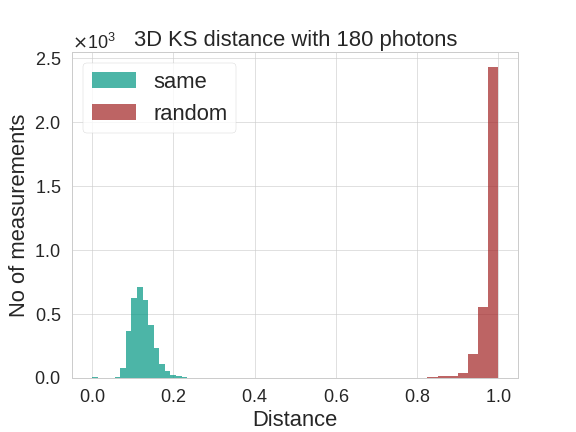 ×10³ 3D KS distance with 180 photons
2.5
2.0
1.5
1.0
0.5
0.0
No of measurements
same
random
0.0 0.2 0.4 0.6 0.8 1.0
Distance